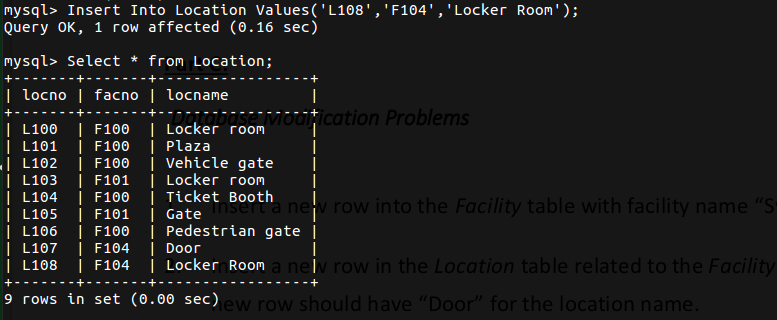 mysql> Insert Into Location Values('L108','F104','Locker Room');
Query OK, 1 row affected (0.16 sec)
mysql> Select * from Location;
+-------+-------+-----------------+
| locno | facno | locname         |
+-------+-------+-----------------+
Database Modification Problems
| L100  | F100  | Locker room     |
| L101  | F100  | Plaza           |
| L102  | F100  | Vehicle gate    |
| L103  | F101  | Locker room     |
| L104  | F100  | Ticket Booth    |
insert a new row into the Facility table with facility name “S
| L105  | F101  | Gate            |
| L106  | F100  | Pedestrian gate |
| L107  | F104  | Door            |
| L108  | F104  | Locker Room     |
a new row in the Location table related to the Facility
+-------+-------+-----------------+
9 rows in set (0.00 sec)
new row should have “Door” for the location name.